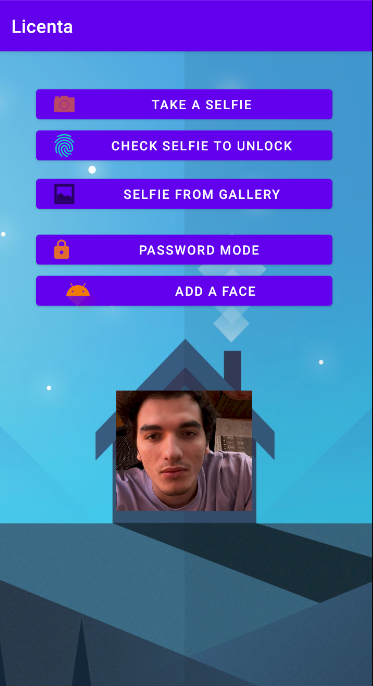 Licenta
TAKE A SELFIE
CHECK SELFIE TO UNLOCK
SELFIE FROM GALLERY
PASSWORD MODE
ADD A FACE